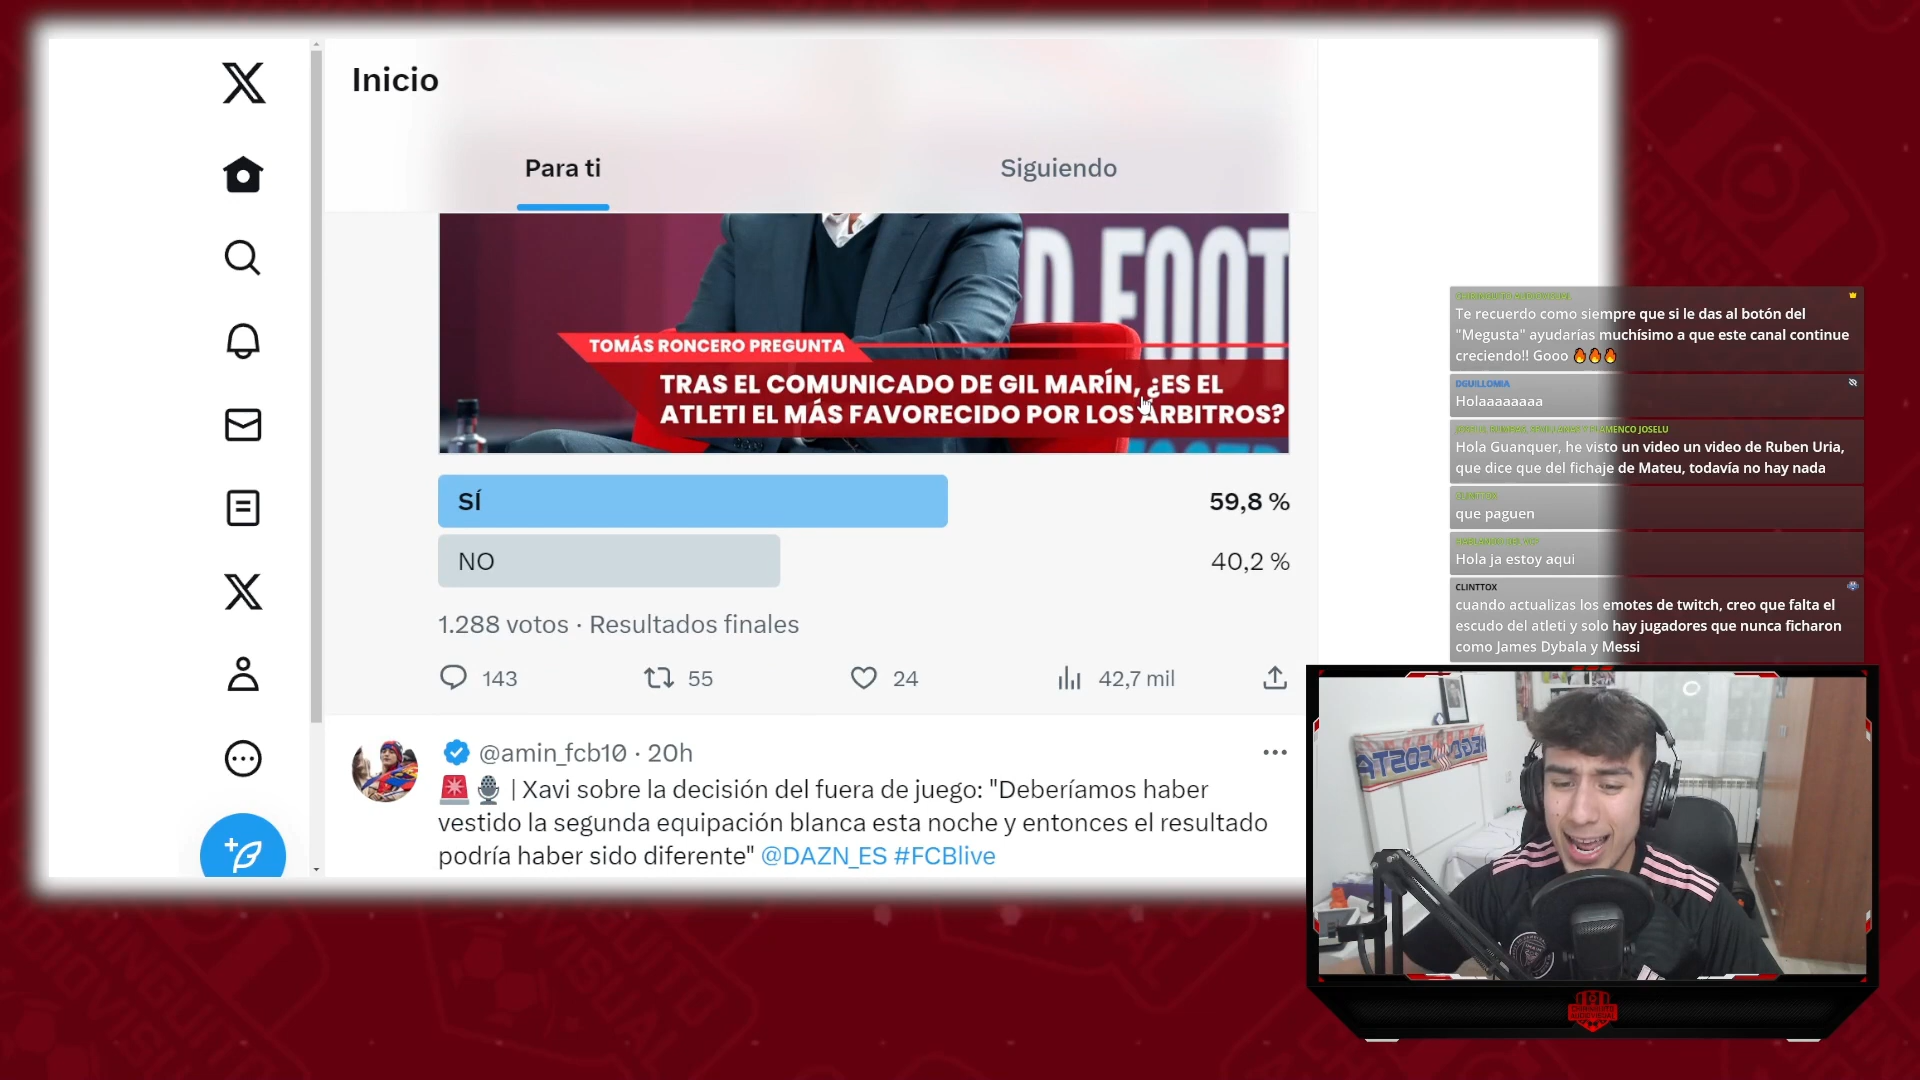 Inicio
Para ti
Siguiendo
D FOOT
TOMÁS RONCERO PREGUNTA
TRAS EL COMUNICADO DE GIL MARÍN, ¿ES EL
ATLETI EL MÁS FAVORECIDO POR LOS ÁRBITROS?
SÍ
59,8 %
NO
40,2 %
1.288 votos · Resultados finales
143
55
24
42,7 mil
@amin_fcb10 · 20h
| Xavi sobre la decisión del fuera de juego: "Deberíamos haber
vestido la segunda equipación blanca esta noche y entonces el resultado
podría haber sido diferente" @DAZN_ES #FCBlive
Te recuerdo como siempre que si le das al botón del
"Megusta" ayudarías muchísimo a que este canal continue
creciendo!! Gooo
DGUILLOMIA
Holaaaaaaaa
FLAMENCO JOSELU
Hola Guanquer, he visto un video un video de Ruben Uria,
que dice que del fichaje de Mateu, todavía no hay nada
CLINTTOX
que paguen
Hola ja estoy aqui
CLINTTOX
cuando actualizas los emotes de twitch, creo que falta el
escudo del atleti y solo hay jugadores que nunca ficharon
como James Dybala y Messi
DIEGO COSTA